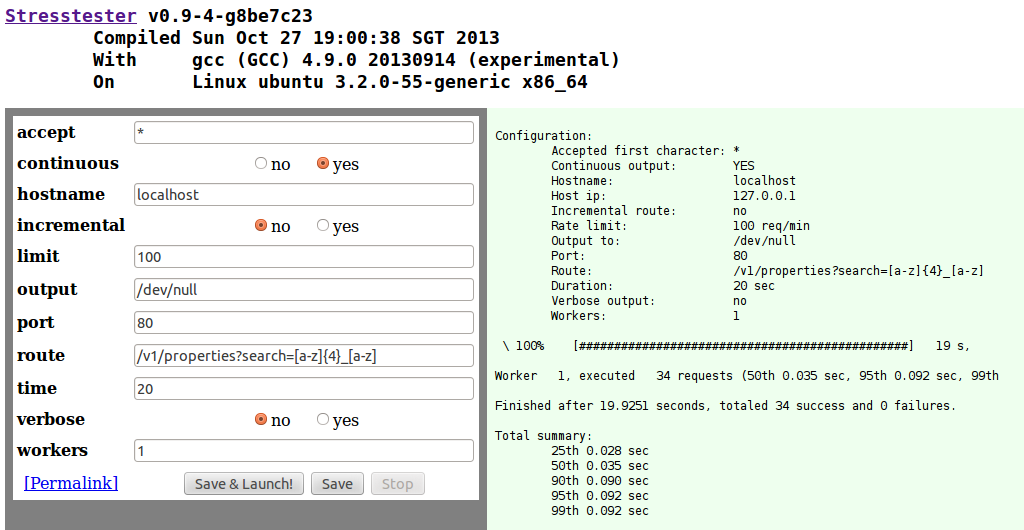 Stresstester v0.9-4-g8be7c23
Compiled Sun Oct 27 19:00:38 SGT 2013
With gcc (GCC) 4.9.0 20130914 (experimental)
On Linux ubuntu 3.2.0-55-generic x86_64
accept *
continuous no yes
hostname localhost
incremental no yes
limit 100
output /dev/null
port 80
route /v1/properties?search=[a-z]{4}_[a-z]
time 20
verbose no yes
workers 1
[Permalink] Save & Launch! Save Stop
Configuration:
Accepted first character: *
Continuous output: YES
Hostname: localhost
Host ip: 127.0.0.1
Incremental route: no
Rate limit: 100 req/min
Output to: /dev/null
Port: 80
Route: /v1/properties?search=[a-z]{4}_[a-z]
Duration: 20 sec
Verbose output: no
Workers: 1
\ 100% [###############################################] 19 s,
Worker 1, executed 34 requests (50th 0.035 sec, 95th 0.092 sec, 99th
Finished after 19.9251 seconds, totaled 34 success and 0 failures.
Total summary:
25th 0.028 sec
50th 0.035 sec
90th 0.090 sec
95th 0.092 sec
99th 0.092 sec